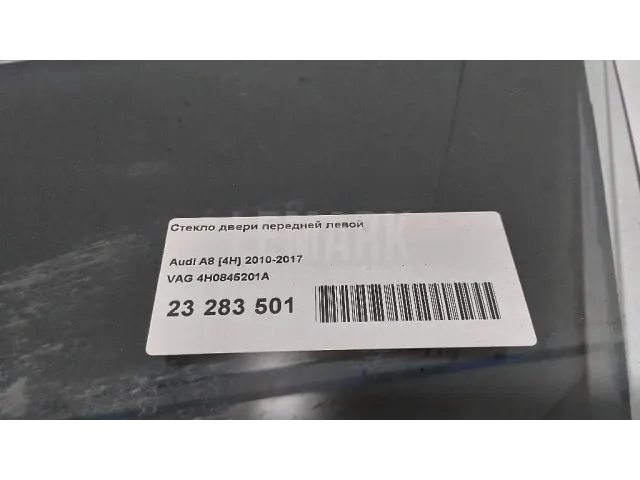 Стекло двери передней левой
Audi A8 [4H] 2010-2017
VAG 4H0845201A
23 283 501